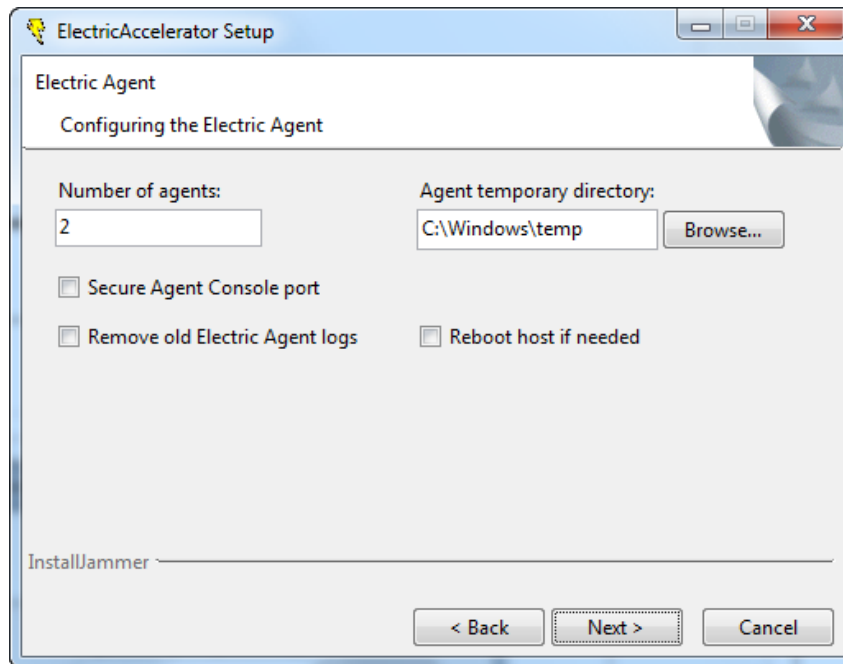 ElectricAccelerator Setup
Electric Agent
Configuring the Electric Agent
Number of agents:
Agent temporary directory:
2
C:\Windows\temp
Browse...
Secure Agent Console port
Remove old Electric Agent logs
Reboot host if needed
InstallJammer
< Back
Next >
Cancel